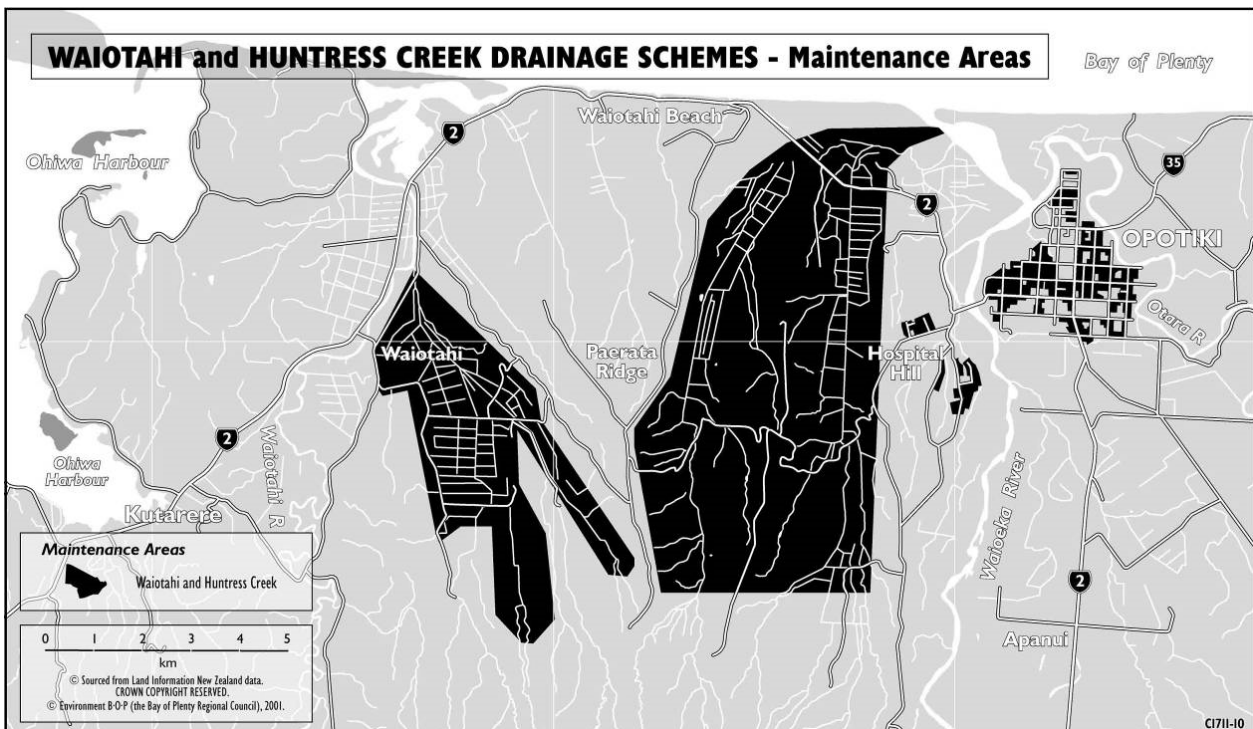 WAIOTAHI and HUNTRESS CREEK DRAINAGE SCHEMES - Maintenance Areas
Bay of Plenty
Waiotahi Beach
2
Ohiwa Harbour
35
2
OPOTIKI
Otara R
Waiotahi
Paerata
Ridge
Hospital
Hill
2
Waiotahi R
Ohiwa
Harbour
Kutarere
Waioeka River
2
Apanui
Maintenance Areas
Waiotahi and Huntress Creek
0 1 2 3 4 5
km
© Sourced from Land Information New Zealand data.
CROWN COPYRIGHT RESERVED.
© Environment B·O·P (the Bay of Plenty Regional Council), 2001.
C1711-10